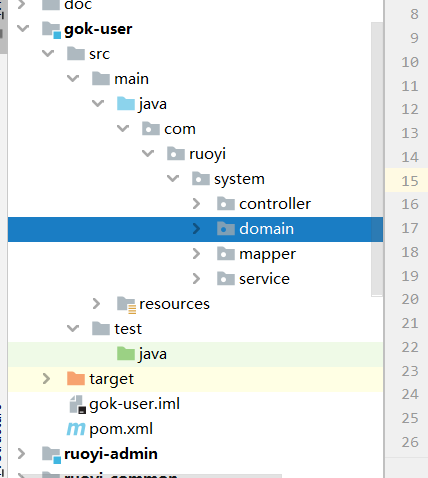 doc
gok-user
src
main
java
com
ruoyi
system
controller
domain
mapper
service
resources
test
java
target
gok-user.iml
pom.xml
ruoyi-admin
ruoyi-common
8
9
10
11
12
13
14
15
16
17
18
19
20
21
22
23
24
25
26